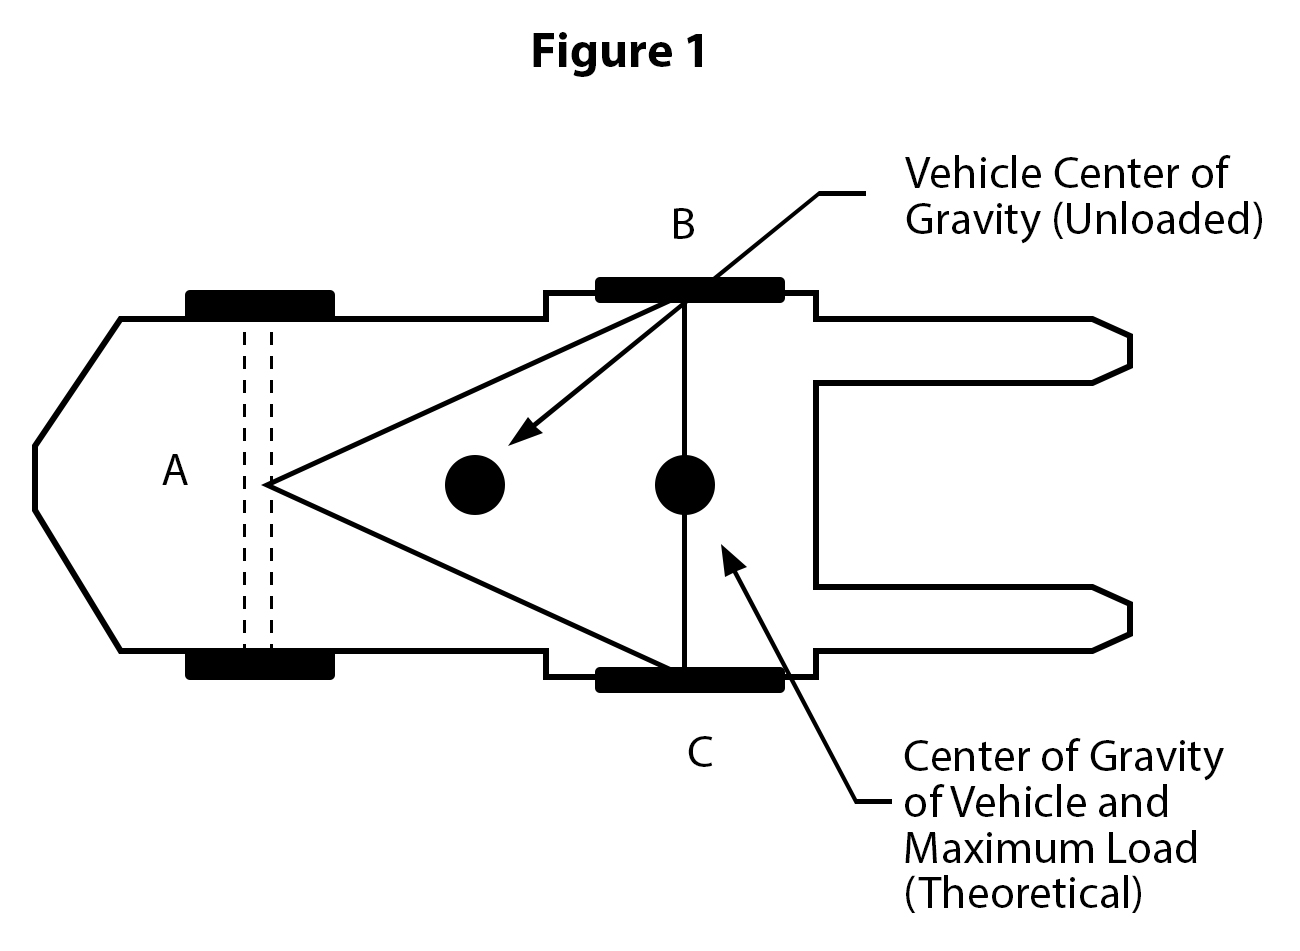 Figure 1
Vehicle Center of
Gravity (Unloaded)
B
A
C
Center of Gravity
of Vehicle and
Maximum Load
(Theoretical)